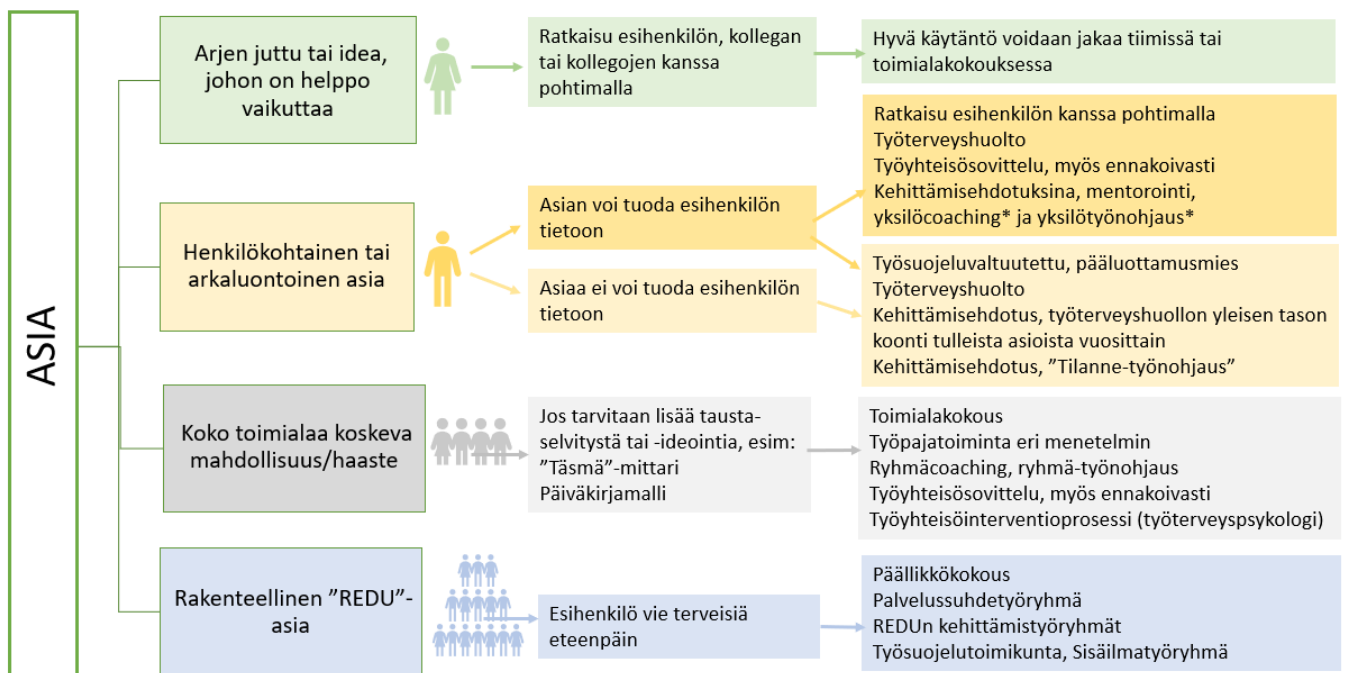 ASIA
Arjen juttu tai idea,
johon on helppo
vaikuttaa
Ratkaisu esihenkilön, kollegan
tai kollegojen kanssa
pohtimalla
Hyvä käytäntö voidaan jakaa tiimissä tai
toimialakokouksessa
Henkilökohtainen tai
arkaluontoinen asia
Asian voi tuoda esihenkilön
tietoon
Ratkaisu esihenkilön kanssa pohtimalla
Työterveyshuolto
Työyhteisösovittelu, myös ennakoivasti
Kehittämisehdotuksina, mentorointi,
yksilöcoaching* ja yksilötyönohjaus*
Asiaa ei voi tuoda esihenkilön
tietoon
Työsuojeluvaltuutettu, pääluottamusmies
Työterveyshuolto
Kehittämisehdotus, työterveyshuollon yleisen tason
koonti tulleista asioista vuosittain
Kehittämisehdotus, ”Tilanne-työnohjaus”
Koko toimialaa koskeva
mahdollisuus/haaste
Jos tarvitaan lisää tausta-
selvitystä tai -ideointia, esim:
”Täsmä”-mittari
Päiväkirjamalli
Toimialakokous
Työpajatoiminta eri menetelmin
Ryhmäcoaching, ryhmä-työnohjaus
Työyhteisösovittelu, myös ennakoivasti
Työyhteisöinterventioprosessi (työterveyspsykologi)
Rakenteellinen ”REDU”-
asia
Esihenkilö vie terveisiä
eteenpäin
Päällikkökokous
Palvelussuhdetyöryhmä
REDUn kehittämistyöryhmät
Työsuojelutoimikunta, Sisäilmatyöryhmä